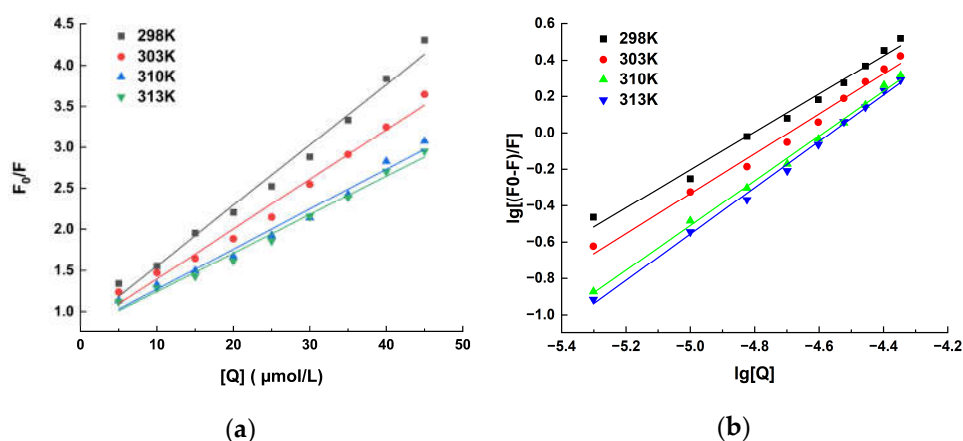 298K
303K
310K
313K
4.5
4.0
3.5
3.0
2.5
2.0
1.5
1.0
F₀/F
0
10
20
30
40
50
[Q] ( μmol/L)
(a)
298K
303K
310K
313K
0.6
0.4
0.2
0.0
−0.2
−0.4
−0.6
−0.8
−1.0
lg[(F0-F)/F]
−5.4
−5.2
−5.0
−4.8
−4.6
−4.4
−4.2
lg[Q]
(b)